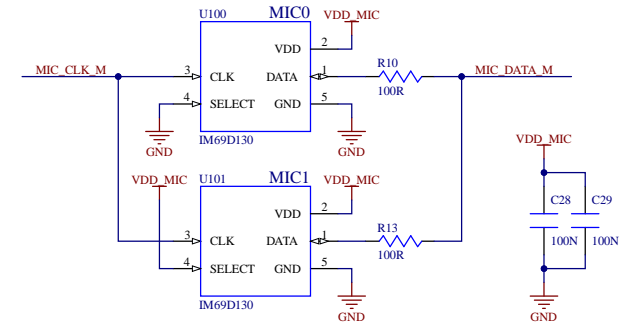 U100 MIC0 VDD_MIC
VDD 2
R10
MIC_CLK_M 3 CLK DATA 1 MIC_DATA_M
100R
4 SELECT GND 5
IM69D130
GND GND
VDD_MIC U101 MIC1 VDD_MIC
VDD 2
R13
3 CLK DATA 1
100R
4 SELECT GND 5
IM69D130
GND
VDD_MIC
C28 C29
100N 100N
GND